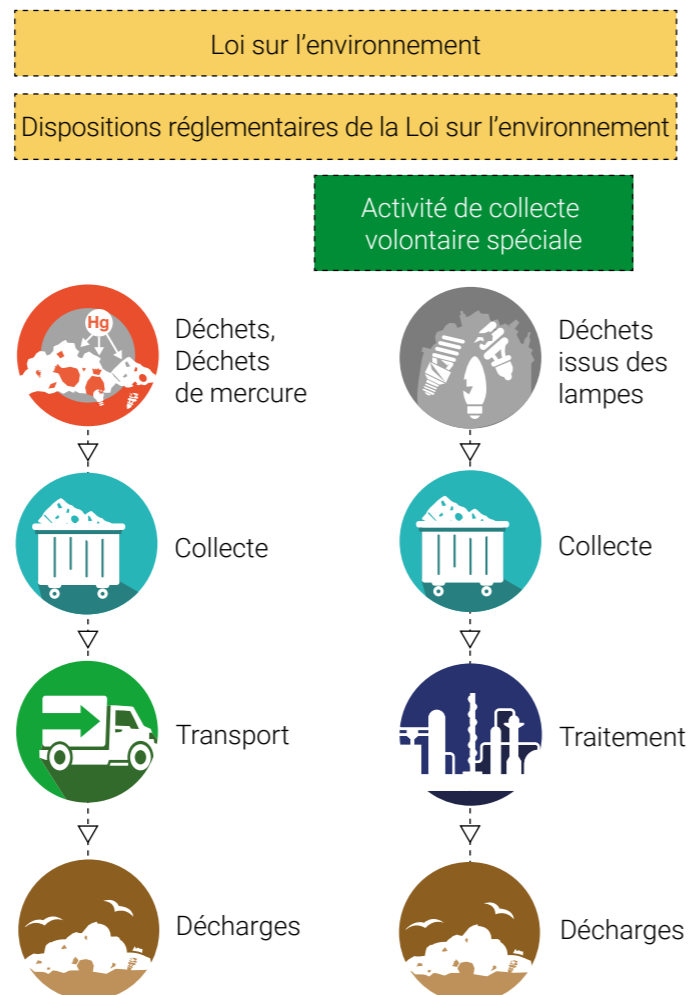 Loi sur l'environnement
Dispositions réglementaires de la Loi sur l'environnement
Activité de collecte
volontaire spéciale
Hg
Déchets,
Déchets
de mercure
Déchets
issus des
lampes
Collecte
Collecte
Transport
Traitement
Décharges
Décharges